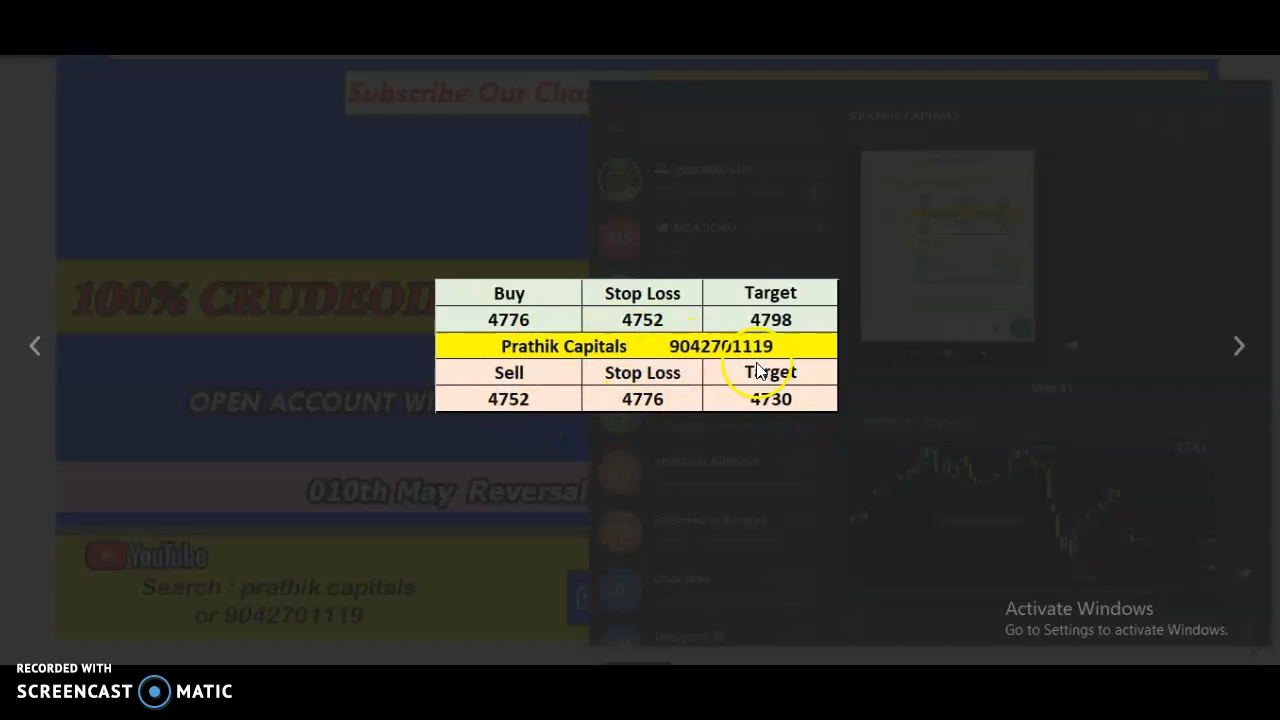 Subscribe Our Cha
PRATHIK CAPITALS
100% CRUDEOI
Buy Stop Loss Target
4776 4752 4798
Prathik Capitals 9042701119
Sell Stop Loss Target
4752 4776 4730
OPEN ACCOUNT WI
010th May Reversal
YouTube
Search : prathik capitals
or 9042701119
Activate Windows
Go to Settings to activate Windows.
RECORDED WITH
SCREENCAST MATIC